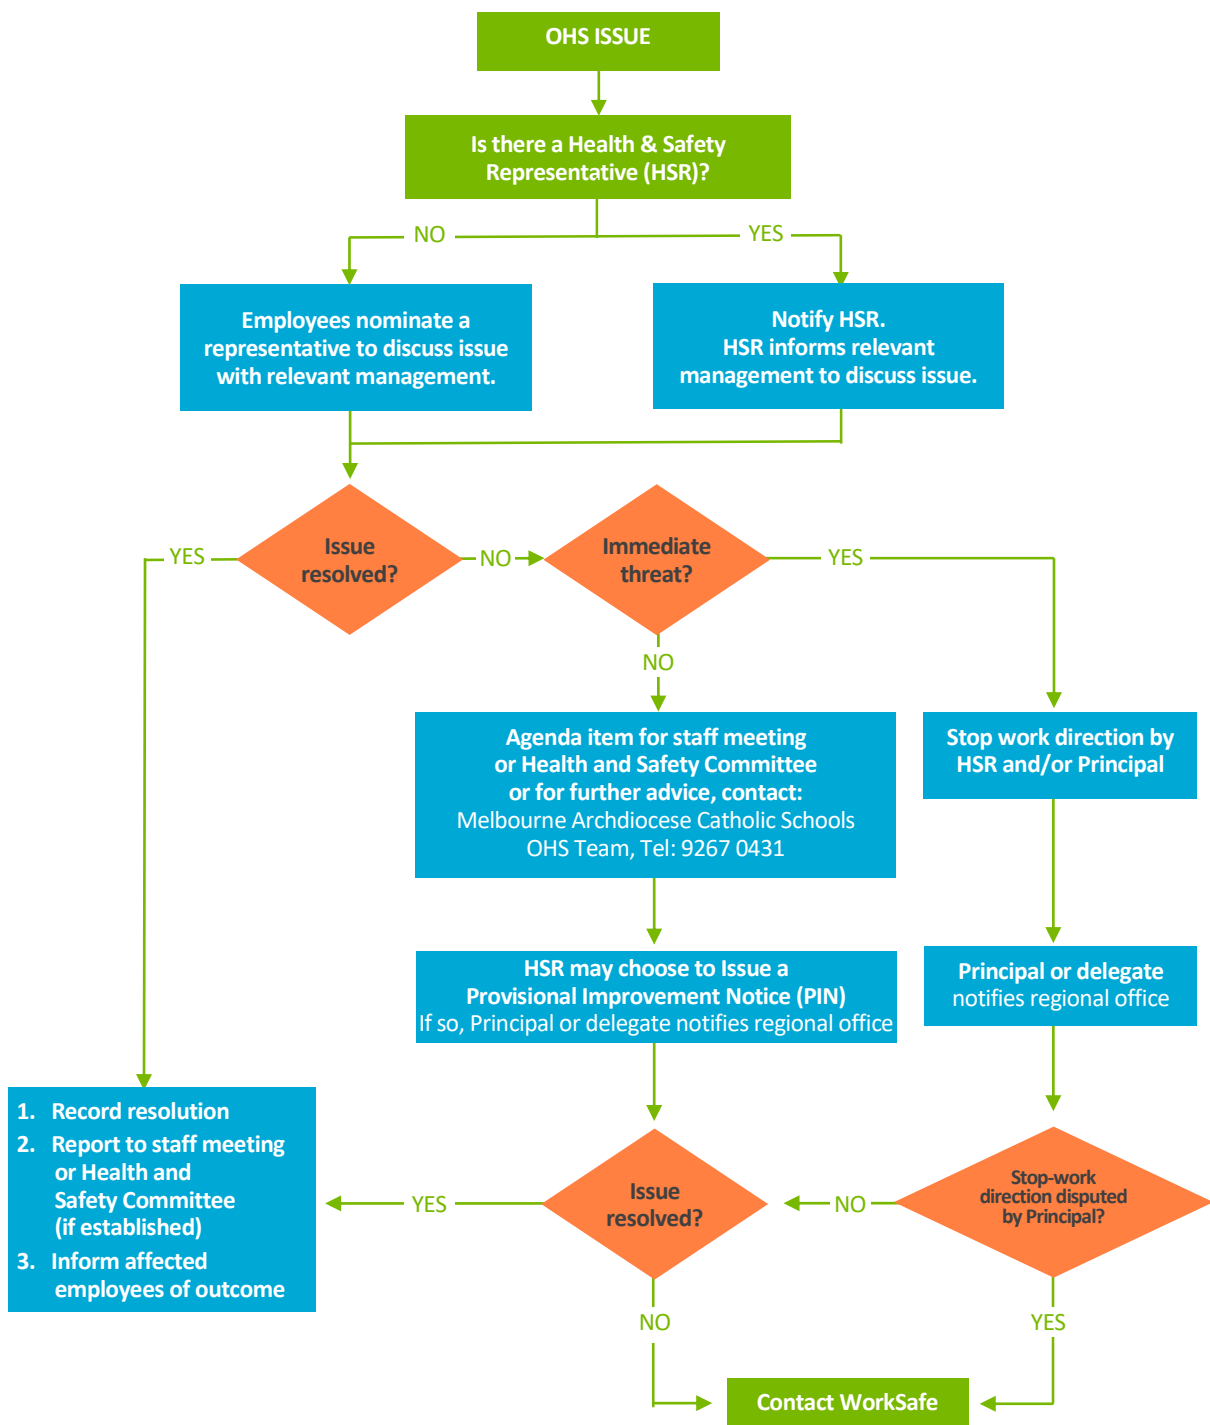 OHS ISSUE
Is there a Health & Safety
Representative (HSR)?
NO
YES
Employees nominate a
representative to discuss issue
with relevant management.
Notify HSR.
HSR informs relevant
management to discuss issue.
YES
Issue
resolved?
NO
Immediate
threat?
YES
NO
Agenda item for staff meeting
or Health and Safety Committee
or for further advice, contact:
Melbourne Archdiocese Catholic Schools
OHS Team, Tel: 9267 0431
Stop work direction by
HSR and/or Principal
HSR may choose to Issue a
Provisional Improvement Notice (PIN)
If so, Principal or delegate notifies regional office
Principal or delegate
notifies regional office
1. Record resolution
2. Report to staff meeting
or Health and
Safety Committee
(if established)
3. Inform affected
employees of outcome
YES
Issue
resolved?
NO
Stop-work
direction disputed
by Principal?
NO
YES
Contact WorkSafe